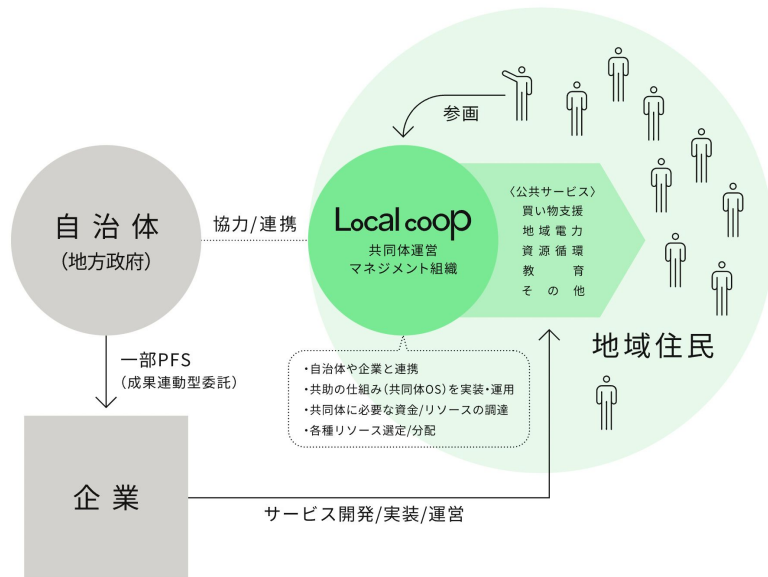 参画
自治体
（地方政府）
協力/連携
Local coop
共同体運営
マネジメント組織
〈公共サービス〉
買い物支援
地域電力
資源循環
教育
その他
地域住民
一部PFS
（成果連動型委託）
・自治体や企業と連携
・共助の仕組み（共同体OS）を実装・運用
・共同体に必要な資金/リソースの調達
・各種リソース選定/分配
企業
サービス開発/実装/運営